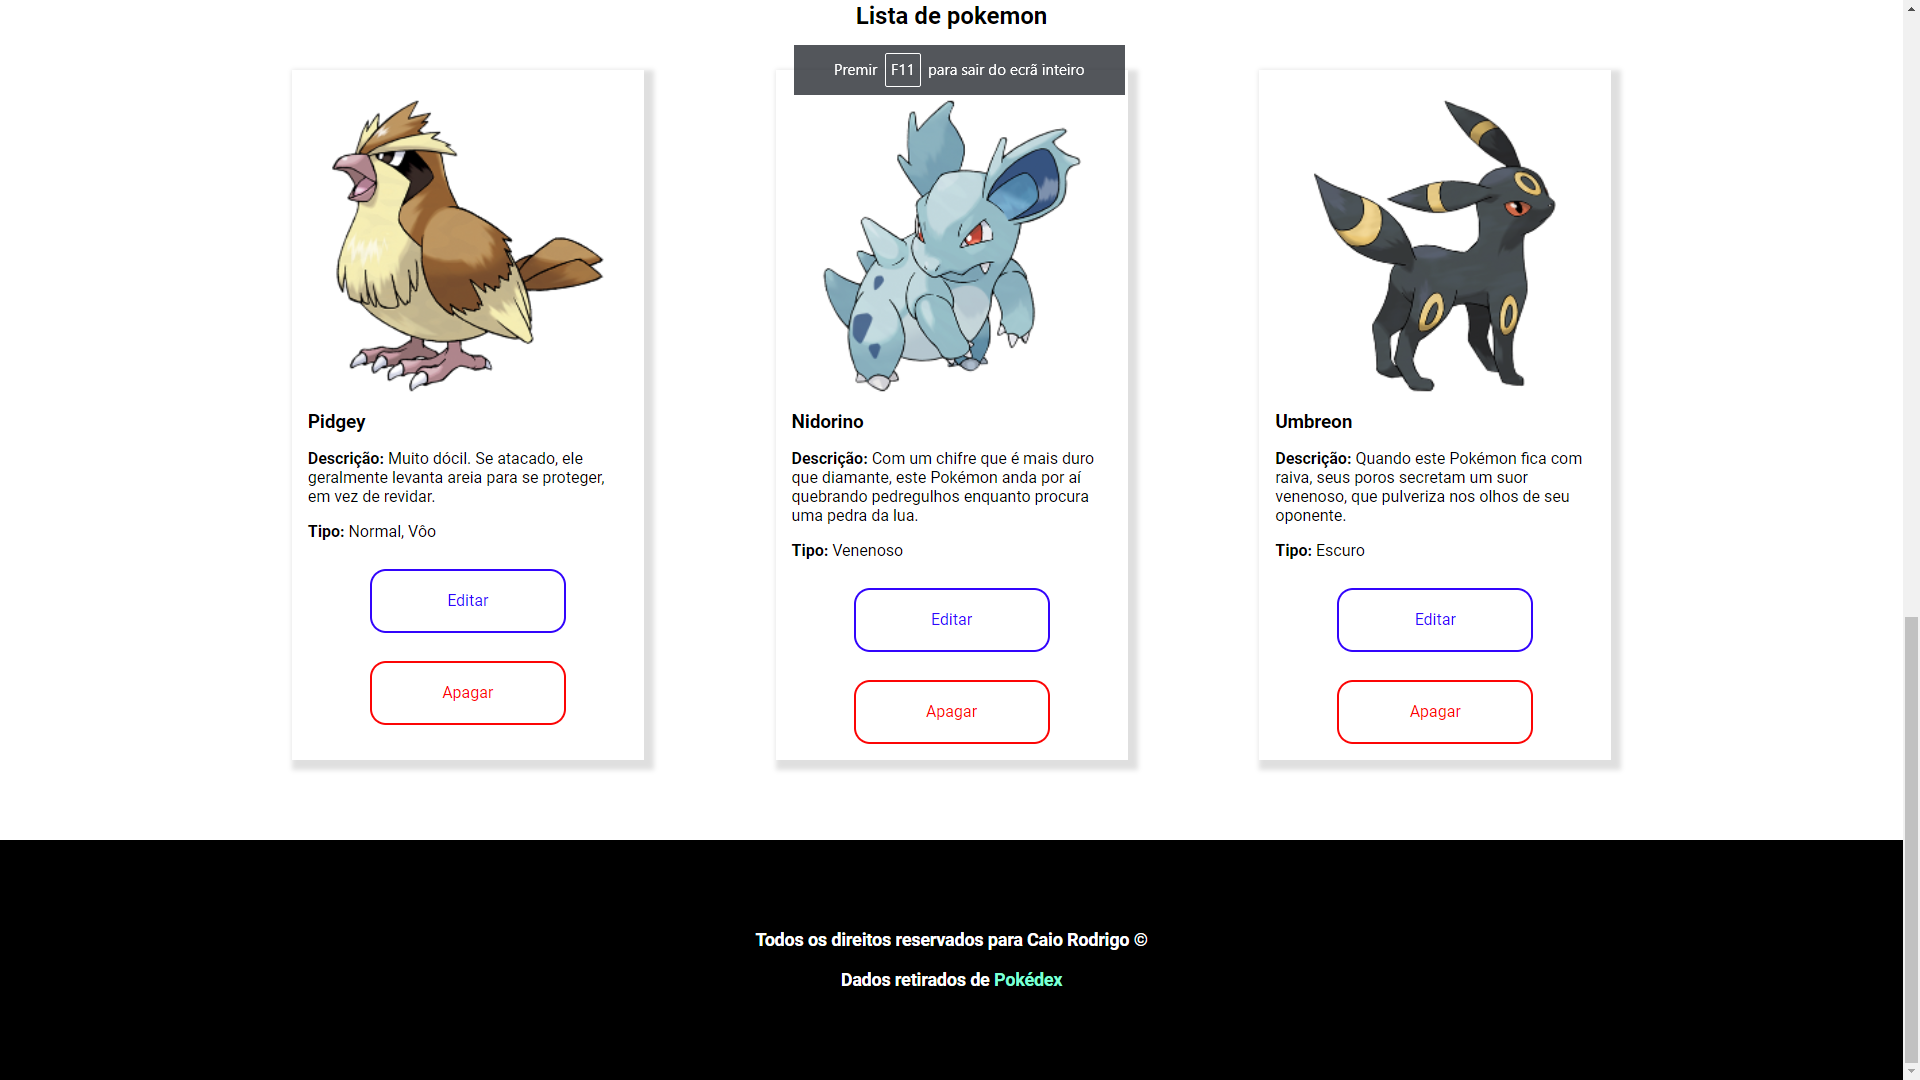 Lista de pokemon
Premir F11 para sair do ecrã inteiro
Pidgey
Descrição: Muito dócil. Se atacado, ele
geralmente levanta areia para se proteger,
em vez de revidar.
Tipo: Normal, Vôo
Editar
Apagar
Nidorino
Descrição: Com um chifre que é mais duro
que diamante, este Pokémon anda por aí
quebrando pedregulhos enquanto procura
uma pedra da lua.
Tipo: Venenoso
Editar
Apagar
Umbreon
Descrição: Quando este Pokémon fica com
raiva, seus poros secretam um suor
venenoso, que pulveriza nos olhos de seu
oponente.
Tipo: Escuro
Editar
Apagar
Todos os direitos reservados para Caio Rodrigo ©
Dados retirados de Pokédex